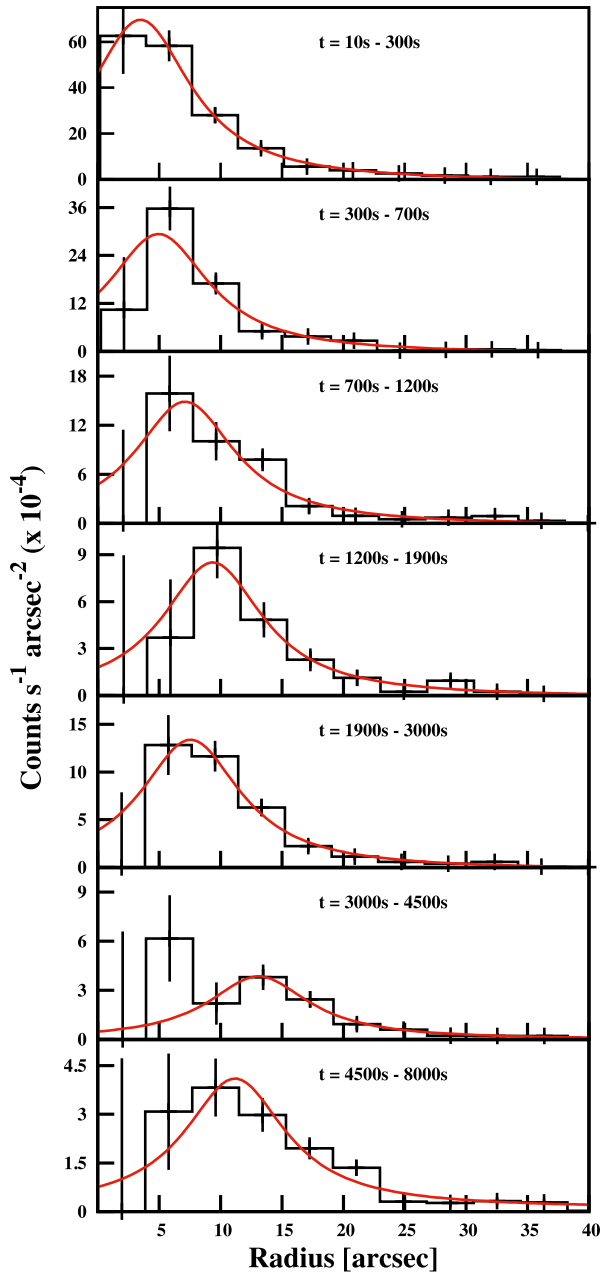 60
40
20
0
t = 10s - 300s
36
24
12
0
t = 300s - 700s
18
12
6
0
t = 700s - 1200s
9
6
3
0
t = 1200s - 1900s
15
10
5
0
t = 1900s - 3000s
9
6
3
0
t = 3000s - 4500s
4.5
3
1.5
0
t = 4500s - 8000s
5 10 15 20 25 30 35 40
Radius [arcsec]
Counts s⁻¹ arcsec⁻² (x 10⁻⁴)